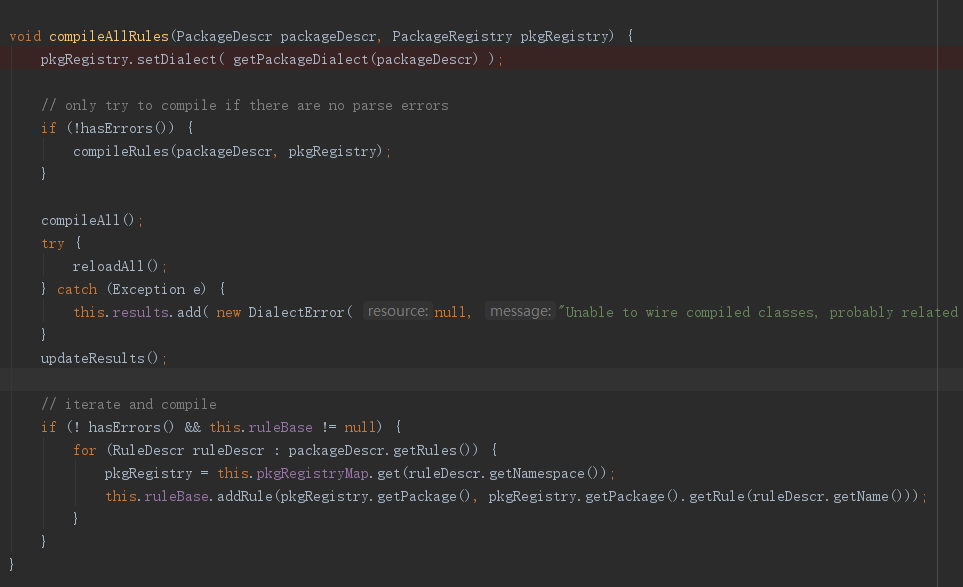 void compileAllRules(PackageDescr packageDescr, PackageRegistry pkgRegistry) {
    pkgRegistry.setDialect( getPackageDialect(packageDescr) );
    // only try to compile if there are no parse errors
    if (!hasErrors()) {
        compileRules(packageDescr, pkgRegistry);
    }
    compileAll();
    try {
        reloadAll();
    } catch (Exception e) {
        this.results.add( new DialectError( resource: null, message: "Unable to wire compiled classes, probably related
    }
    updateResults();
    // iterate and compile
    if (! hasErrors() && this.ruleBase != null) {
        for (RuleDescr ruleDescr : packageDescr.getRules()) {
            pkgRegistry = this.pkgRegistryMap.get(ruleDescr.getNamespace());
            this.ruleBase.addRule(pkgRegistry.getPackage(), pkgRegistry.getPackage().getRule(ruleDescr.getName()));
        }
    }
}